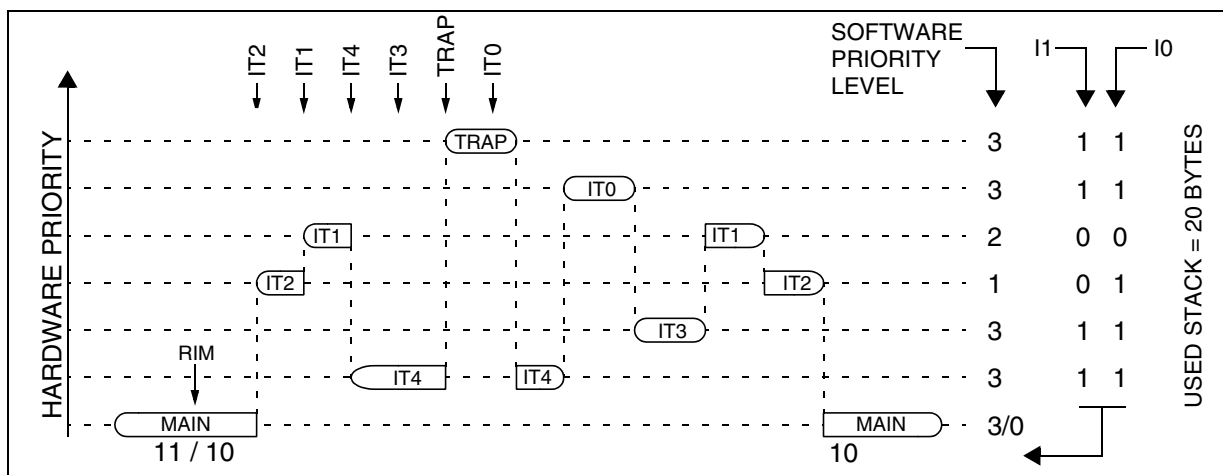 IT2
IT1
IT4
IT3
TRAP
IT0
SOFTWARE
PRIORITY
LEVEL
I1
I0
HARDWARE PRIORITY
TRAP
3
1 1
IT0
3
1 1
IT1
IT1
2
0 0
IT2
IT2
1
0 1
IT3
3
1 1
RIM
IT4
IT4
3
1 1
MAIN
MAIN
3/0
11 / 10
10
USED STACK = 20 BYTES